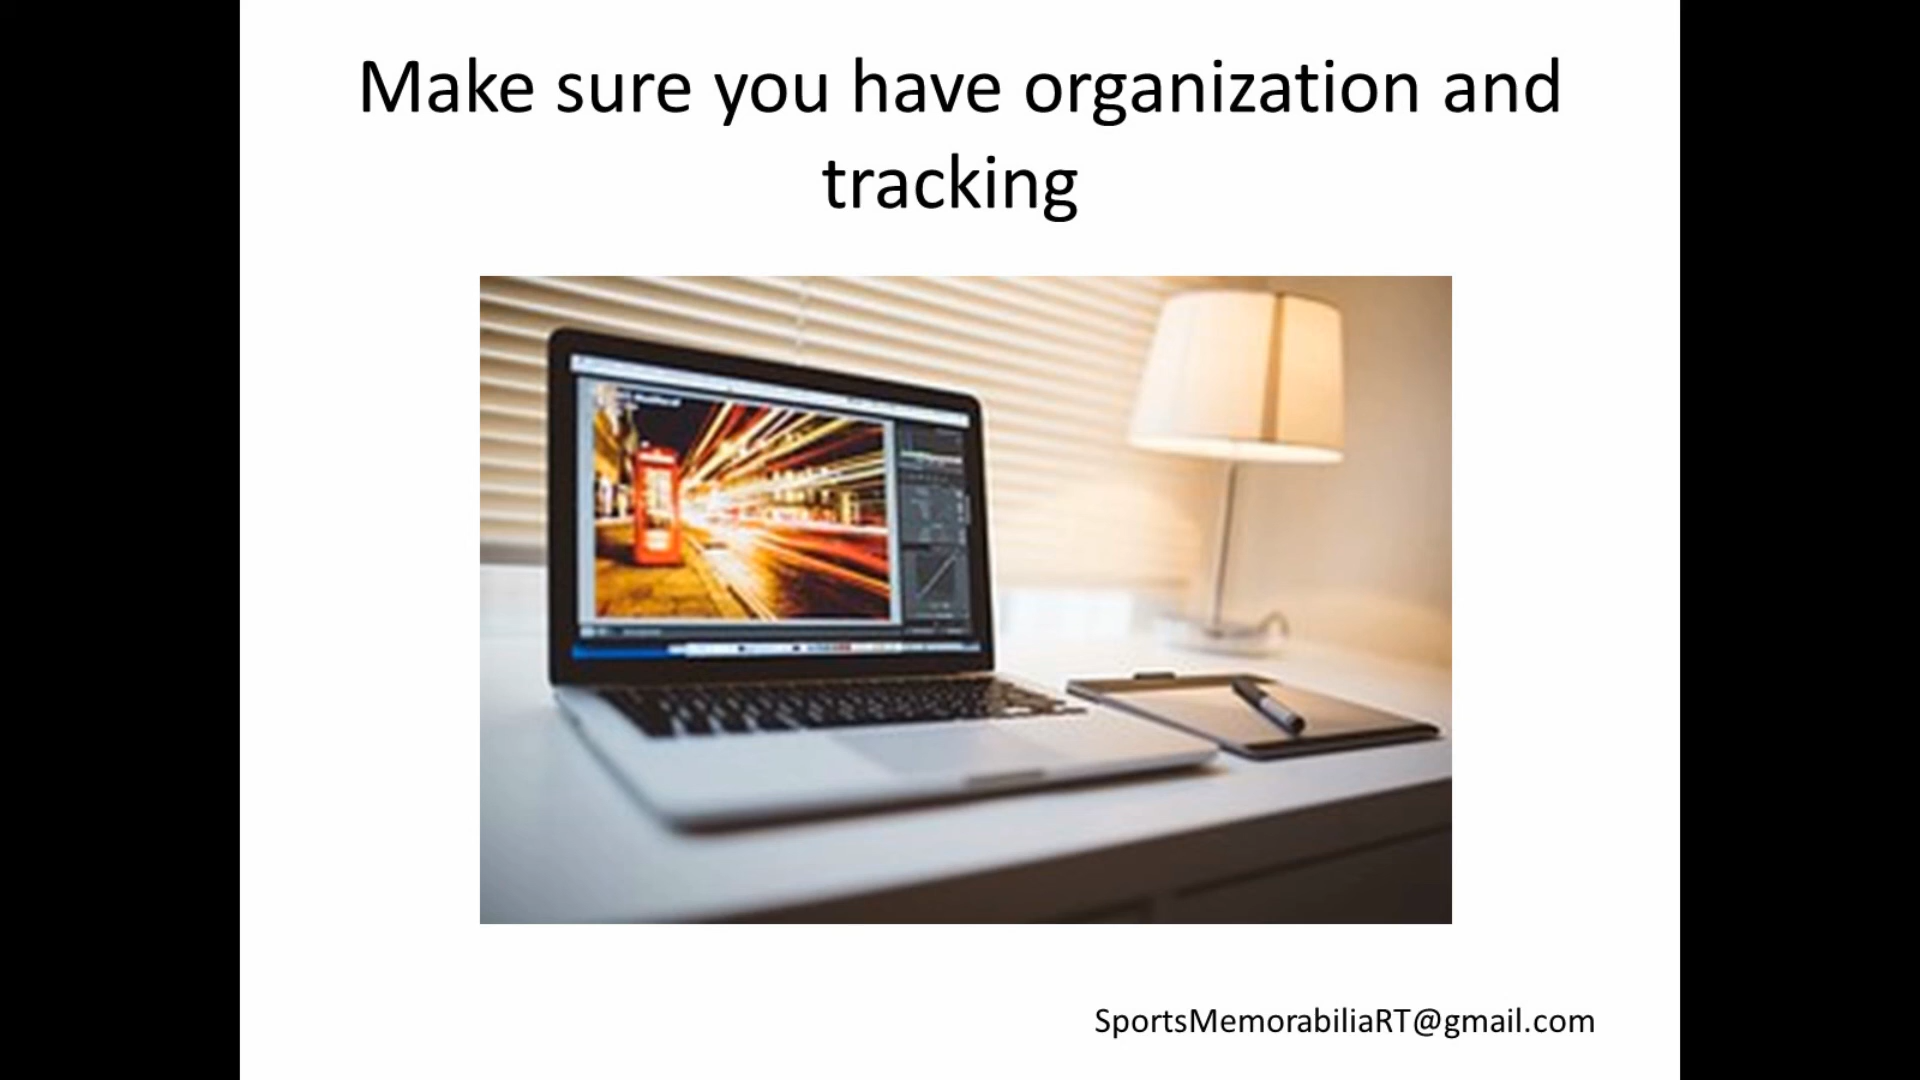 Make sure you have organization and
tracking
SportsMemorabiliaRT@gmail.com